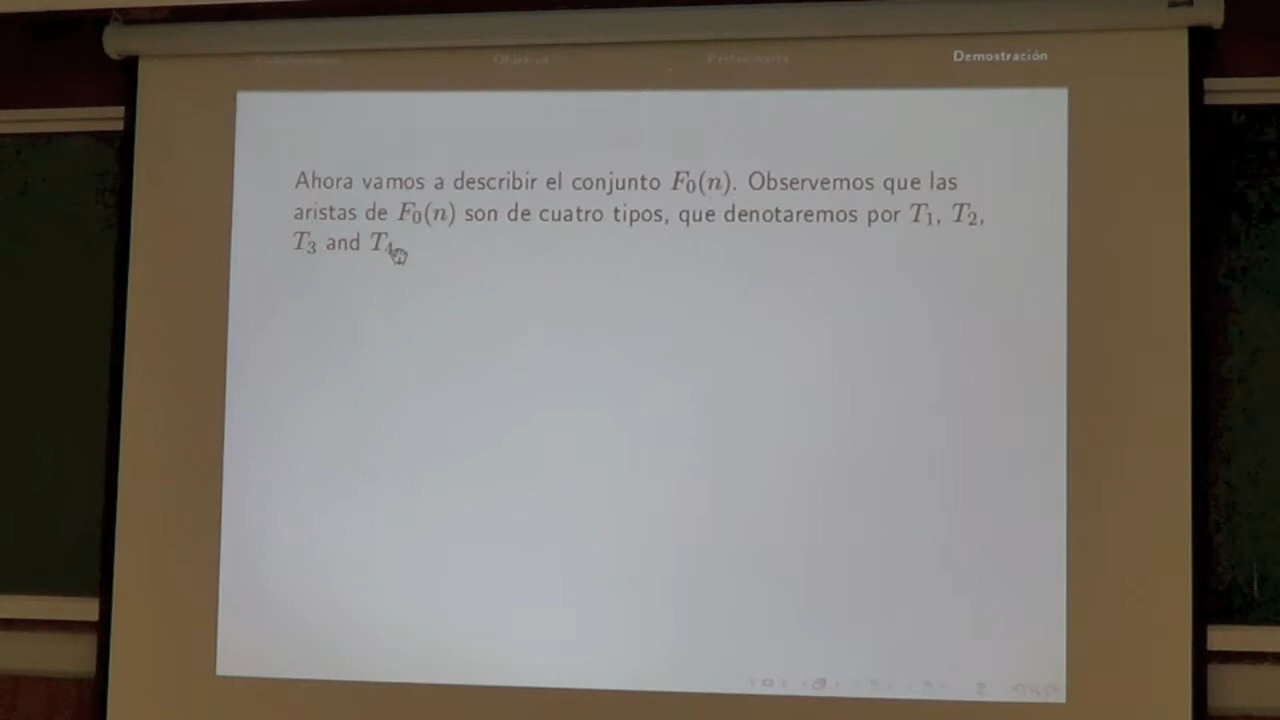 Demostración
Ahora vamos a describir el conjunto F₀(n). Observemos que las
aristas de F₀(n) son de cuatro tipos, que denotaremos por T₁, T₂,
T₃ and T₄